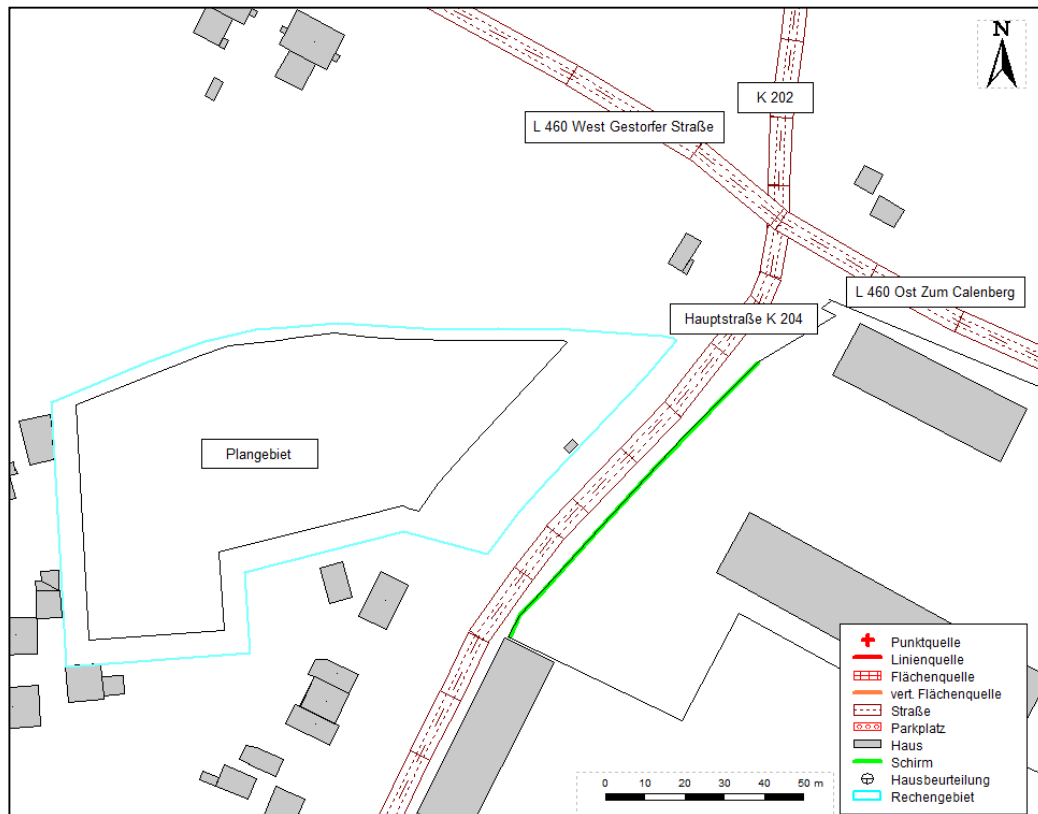 N
K 202
L 460 West Gestorfer Straße
L 460 Ost Zum Calenberg
Hauptstraße K 204
Plangebiet
Punktquelle
Linienquelle
Flächenquelle
vert. Flächenquelle
Straße
Parkplatz
Haus
Schirm
Hausbeurteilung
Rechengebiet
0 10 20 30 40 50 m